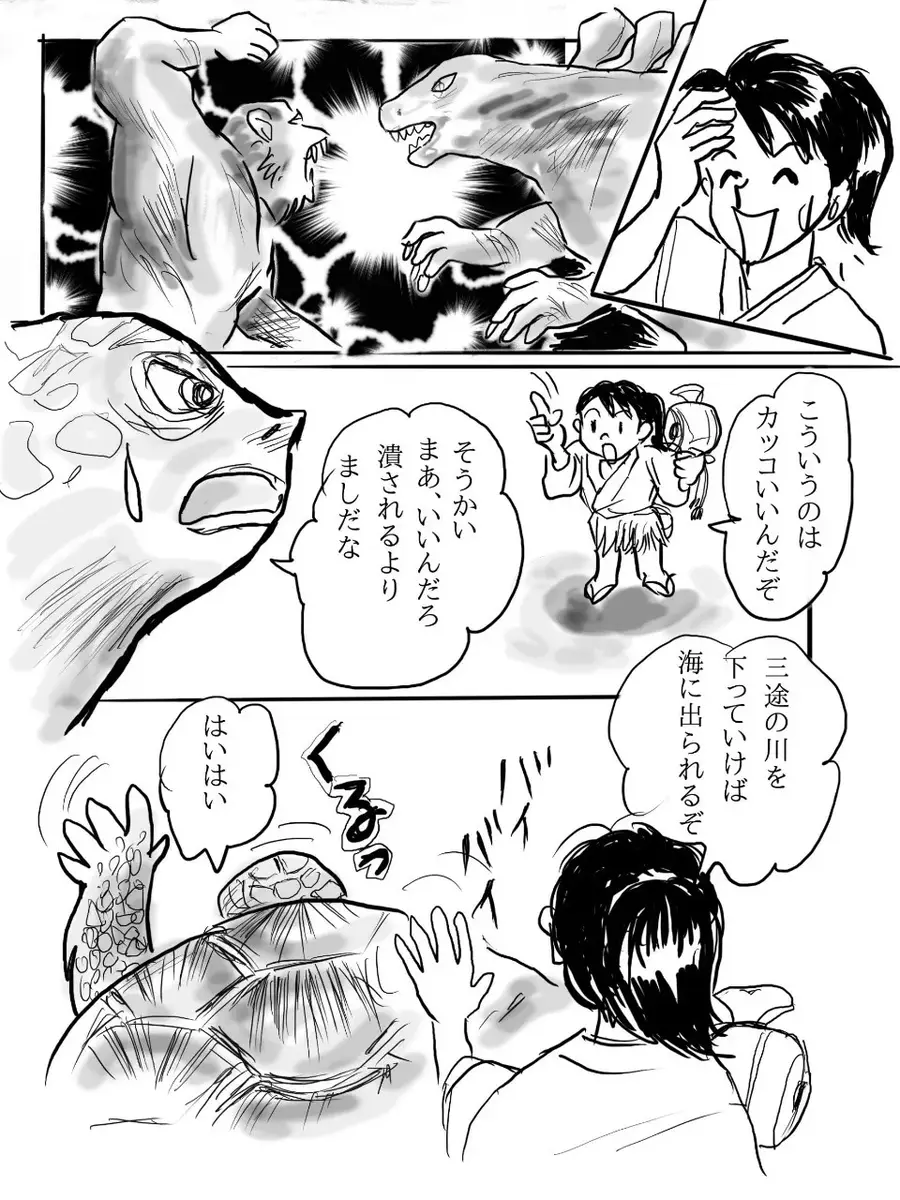 こういうのは
カッコいいんだぞ
そうかい
まあ、いいんだろ
潰されるより
ましだな
三途の川を
下っていけば
海に出られるぞ
バイバイ
くるっ
はいはい